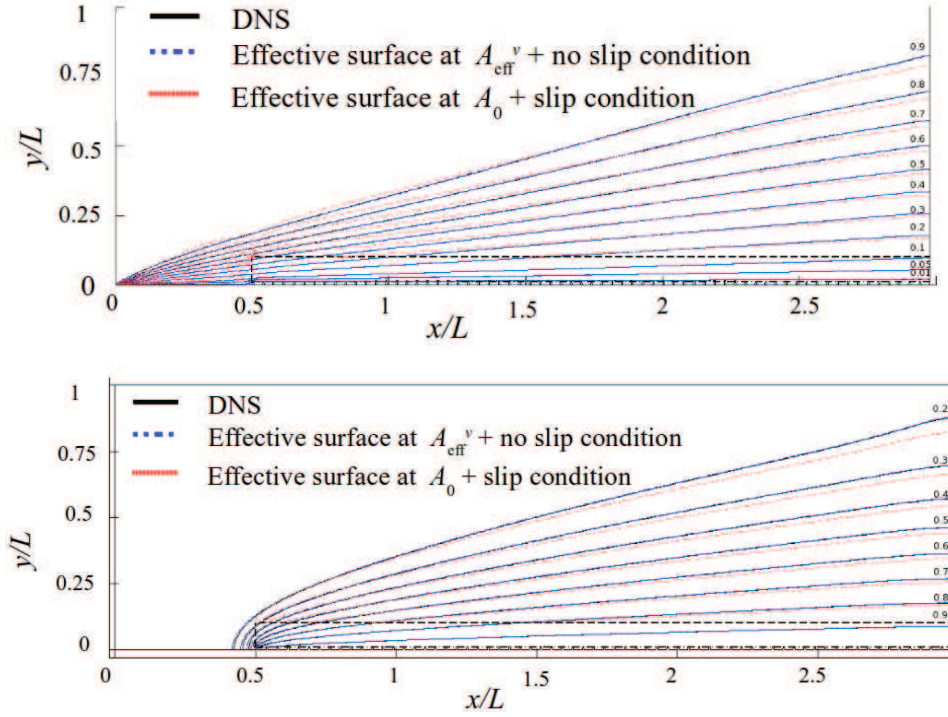 1
DNS
Effective surface at A_eff^v + no slip condition
0.75
Effective surface at A_0 + slip condition
0.9
0.8
0.7
y/L
0.5
0.6
0.5
0.4
0.25
0.3
0.2
0.1
0.05
0.01
0
0 0.5 1 1.5 2 2.5
x/L
1
DNS
0.2
Effective surface at A_eff^v + no slip condition
0.75
Effective surface at A_0 + slip condition
0.3
0.4
y/L
0.5
0.5
0.6
0.25
0.7
0.8
0.9
0
0 0.5 1 1.5 2 2.5
x/L